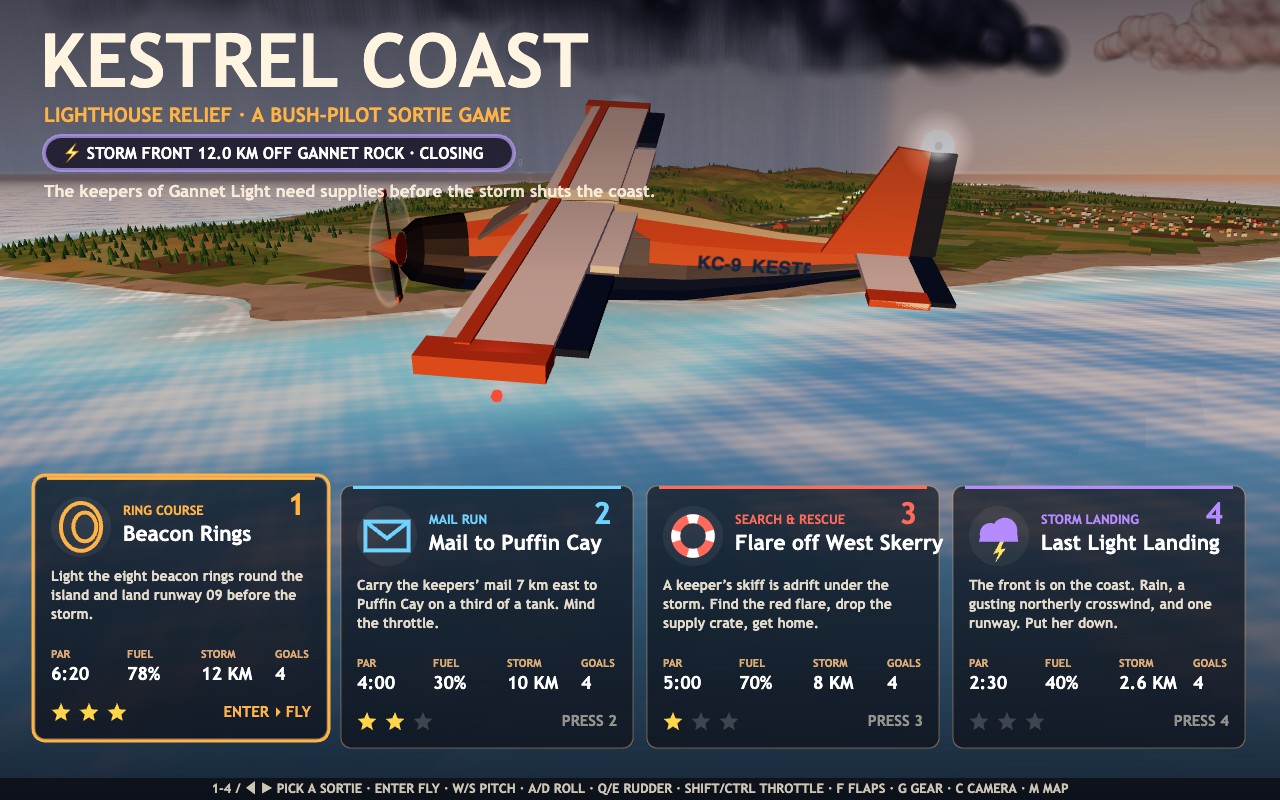 KESTREL COAST
LIGHTHOUSE RELIEF · A BUSH-PILOT SORTIE GAME
⚡ STORM FRONT 12.0 KM OFF GANNET ROCK · CLOSING
The keepers of Gannet Light need supplies before the storm shuts the coast.
KC-9 KESTR
RING COURSE 1
Beacon Rings
Light the eight beacon rings round the
island and land runway 09 before the
storm.
PAR FUEL STORM GOALS
6:20 78% 12 KM 4
ENTER ▸ FLY
MAIL RUN 2
Mail to Puffin Cay
Carry the keepers’ mail 7 km east to
Puffin Cay on a third of a tank. Mind
the throttle.
PAR FUEL STORM GOALS
4:00 30% 10 KM 4
PRESS 2
SEARCH & RESCUE 3
Flare off West Skerry
A keeper’s skiff is adrift under the
storm. Find the red flare, drop the
supply crate, get home.
PAR FUEL STORM GOALS
5:00 70% 8 KM 4
PRESS 3
STORM LANDING 4
Last Light Landing
The front is on the coast. Rain, a
gusting northerly crosswind, and one
runway. Put her down.
PAR FUEL STORM GOALS
2:30 40% 2.6 KM 4
PRESS 4
1-4 / ◀ ▶ PICK A SORTIE · ENTER FLY · W/S PITCH · A/D ROLL · Q/E RUDDER · SHIFT/CTRL THROTTLE · F FLAPS · G GEAR · C CAMERA · M MAP